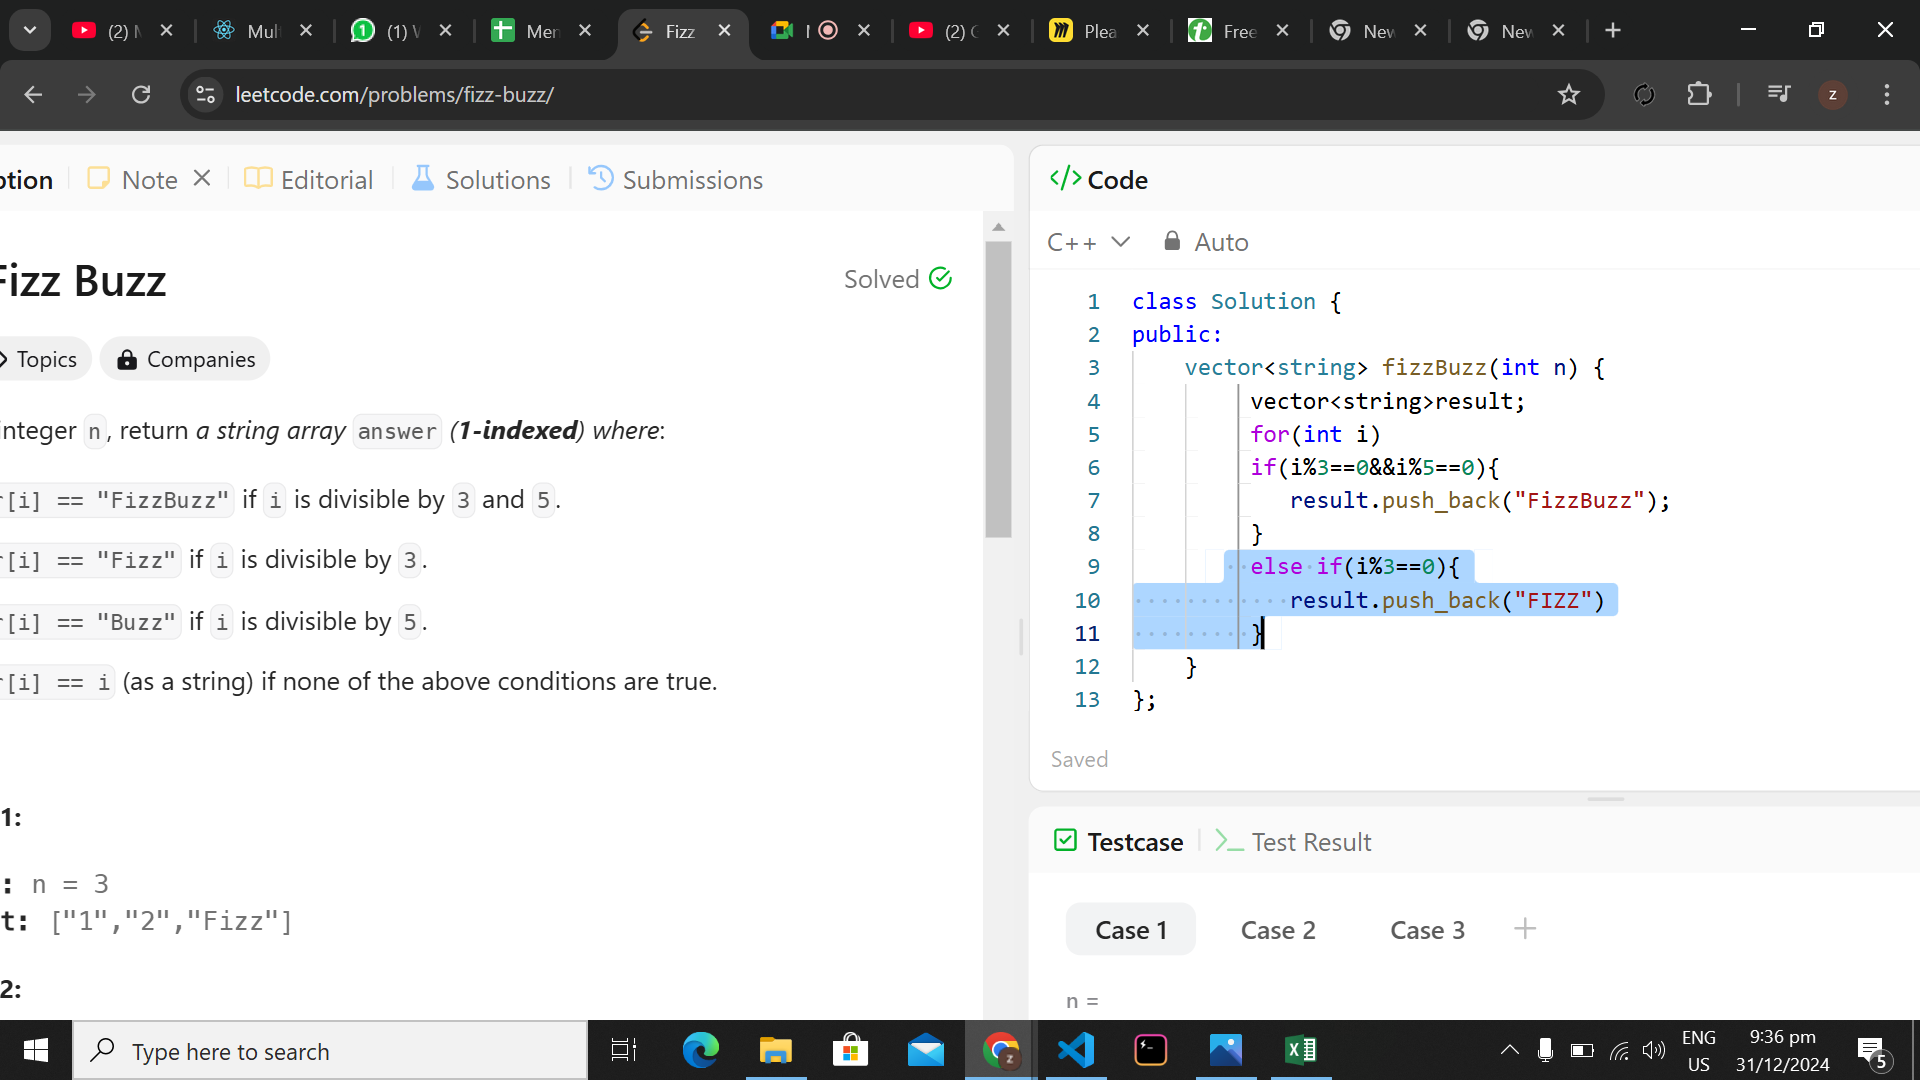 (2) M
Mul
(1) V
Men
Fizz
(2) G
Plea
Free
New
New
leetcode.com/problems/fizz-buzz/
z
ption
Note
Editorial
Solutions
Submissions
Fizz Buzz
Solved
Topics
Companies
integer n, return a string array answer (1-indexed) where:
r[i] == "FizzBuzz" if i is divisible by 3 and 5.
r[i] == "Fizz" if i is divisible by 3.
r[i] == "Buzz" if i is divisible by 5.
r[i] == i (as a string) if none of the above conditions are true.
1:
: n = 3
t: ["1","2","Fizz"]
2:
</> Code
C++
Auto
1 class Solution {
2 public:
3 vector<string> fizzBuzz(int n) {
4 vector<string>result;
5 for(int i)
6 if(i%3==0&&i%5==0){
7 result.push_back("FizzBuzz");
8 }
9 else if(i%3==0){
10 result.push_back("FIZZ")
11 }
12 }
13 };
Saved
Testcase
Test Result
Case 1
Case 2
Case 3
n =
Type here to search
z
ENG
US
9:36 pm
31/12/2024
5